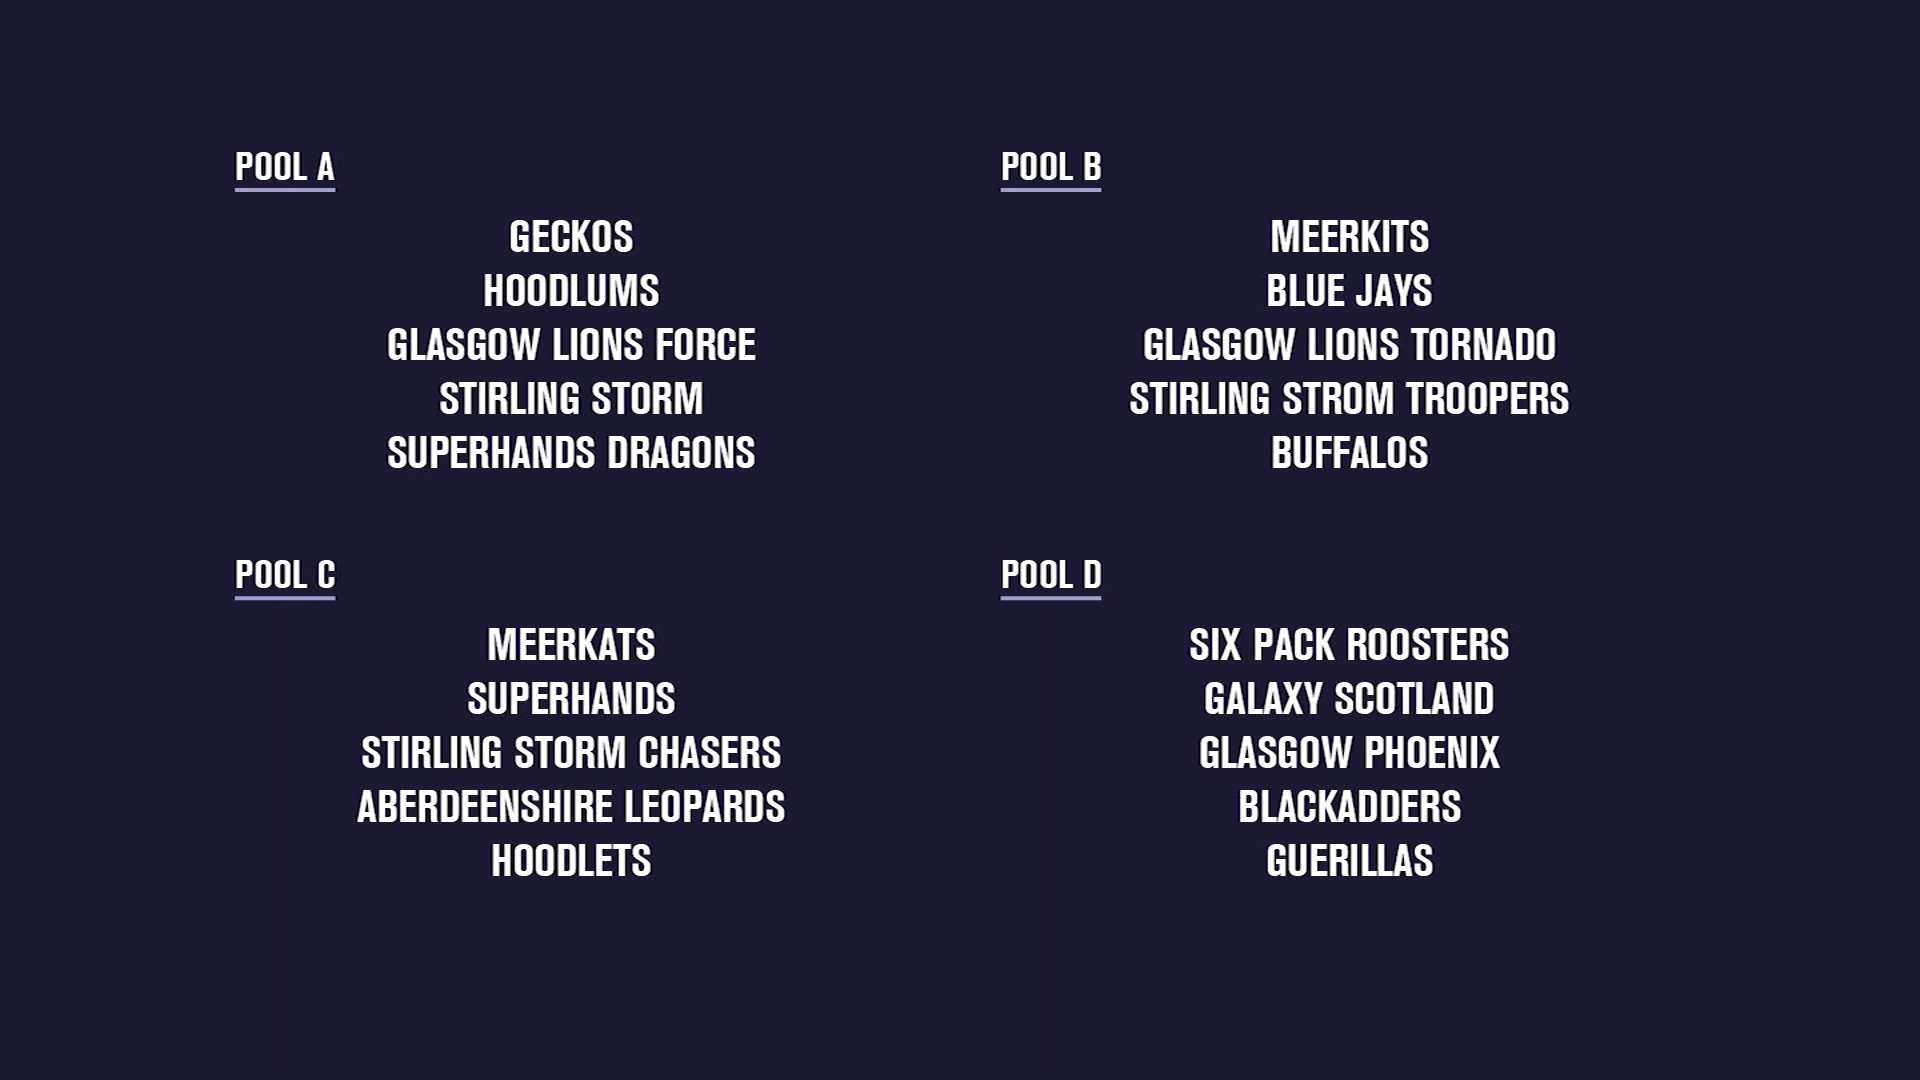 POOL A
GECKOS
HOODLUMS
GLASGOW LIONS FORCE
STIRLING STORM
SUPERHANDS DRAGONS
POOL B
MEERKITS
BLUE JAYS
GLASGOW LIONS TORNADO
STIRLING STROM TROOPERS
BUFFALOS
POOL C
MEERKATS
SUPERHANDS
STIRLING STORM CHASERS
ABERDEENSHIRE LEOPARDS
HOODLETS
POOL D
SIX PACK ROOSTERS
GALAXY SCOTLAND
GLASGOW PHOENIX
BLACKADDERS
GUERILLAS